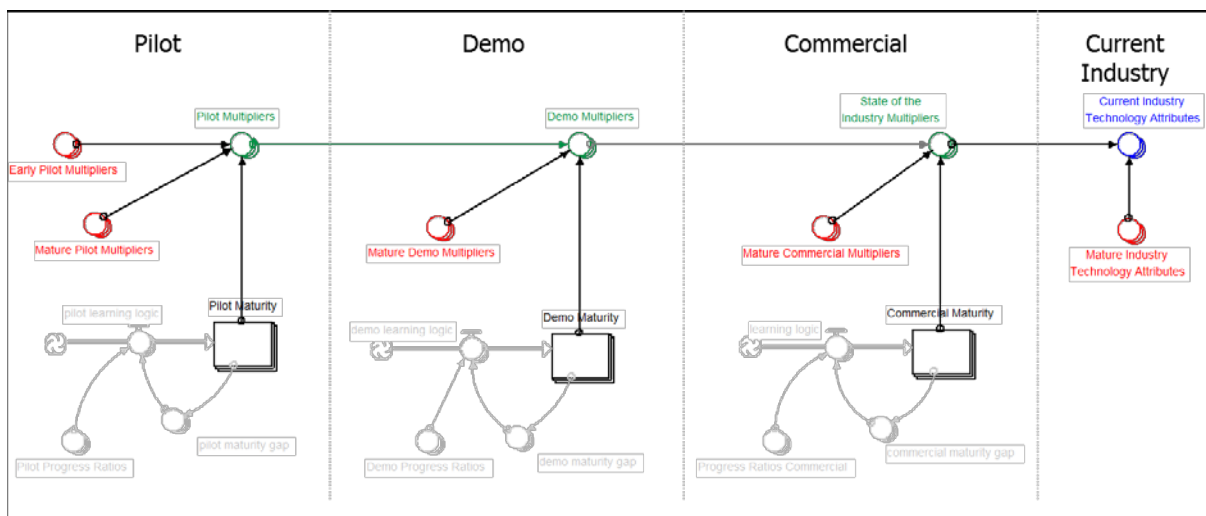 Pilot
Demo
Commercial
Current
Industry
Pilot Multipliers
Demo Multipliers
State of the
Industry Multipliers
Current Industry
Technology Attributes
Early Pilot Multipliers
Mature Pilot Multipliers
Mature Demo Multipliers
Mature Commercial Multipliers
Mature Industry
Technology Attributes
pilot learning logic
Pilot Maturity
demo learning logic
Demo Maturity
learning logic
Commercial Maturity
Pilot Progress Ratios
pilot maturity gap
Demo Progress Ratios
demo maturity gap
Progress Ratios Commercial
commercial maturity gap